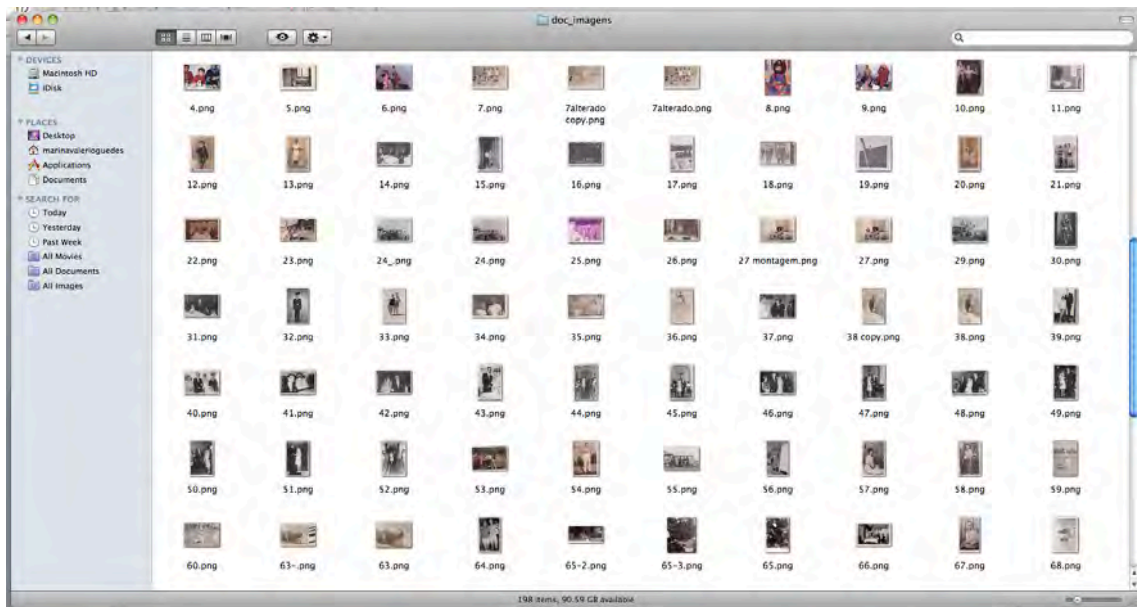 doc_imagens
DEVICES
Macintosh HD
iDisk
PLACES
Desktop
marinavalerioguedes
Applications
Documents
SEARCH FOR
Today
Yesterday
Past Week
All Movies
All Documents
All Images
4.png 5.png 6.png 7.png 7alterado copy.png 7alterado.png 8.png 9.png 10.png 11.png
12.png 13.png 14.png 15.png 16.png 17.png 18.png 19.png 20.png 21.png
22.png 23.png 24_.png 24.png 25.png 26.png 27 montagem.png 27.png 29.png 30.png
31.png 32.png 33.png 34.png 35.png 36.png 37.png 38 copy.png 38.png 39.png
40.png 41.png 42.png 43.png 44.png 45.png 46.png 47.png 48.png 49.png
50.png 51.png 52.png 53.png 54.png 55.png 56.png 57.png 58.png 59.png
60.png 63-.png 63.png 64.png 65-2.png 65-3.png 65.png 66.png 67.png 68.png
198 items, 90.59 GB available